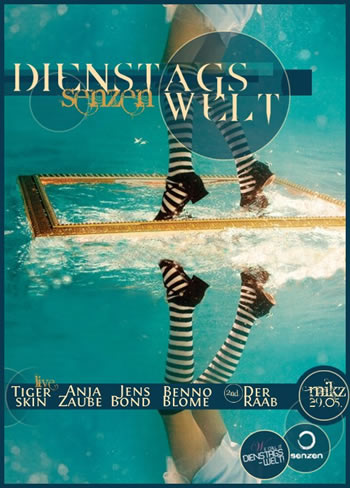 DIENSTAGS
senzen WELT
live
TIGER SKIN
ANJA ZAUBE
JENS BOND
BENNO BLOME
2nd
DER RAAB
mikz
29.05.
DIENSTAGS
-WELT!
senzen